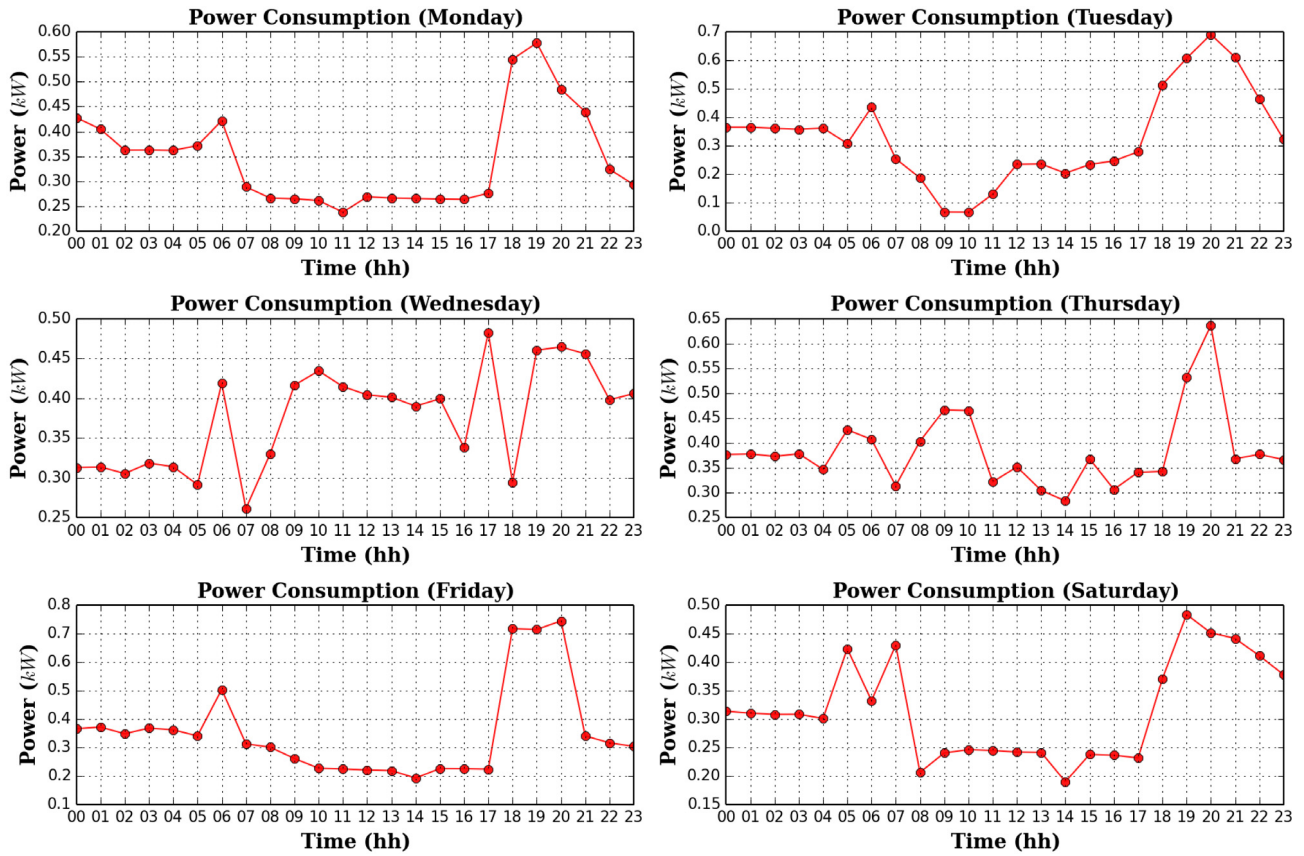 Power Consumption (Monday)
Power (kW)
0.60
0.55
0.50
0.45
0.40
0.35
0.30
0.25
0.20
00 01 02 03 04 05 06 07 08 09 10 11 12 13 14 15 16 17 18 19 20 21 22 23
Time (hh)
Power Consumption (Tuesday)
Power (kW)
0.7
0.6
0.5
0.4
0.3
0.2
0.1
0.0
00 01 02 03 04 05 06 07 08 09 10 11 12 13 14 15 16 17 18 19 20 21 22 23
Time (hh)
Power Consumption (Wednesday)
Power (kW)
0.50
0.45
0.40
0.35
0.30
0.25
00 01 02 03 04 05 06 07 08 09 10 11 12 13 14 15 16 17 18 19 20 21 22 23
Time (hh)
Power Consumption (Thursday)
Power (kW)
0.65
0.60
0.55
0.50
0.45
0.40
0.35
0.30
0.25
00 01 02 03 04 05 06 07 08 09 10 11 12 13 14 15 16 17 18 19 20 21 22 23
Time (hh)
Power Consumption (Friday)
Power (kW)
0.8
0.7
0.6
0.5
0.4
0.3
0.2
0.1
00 01 02 03 04 05 06 07 08 09 10 11 12 13 14 15 16 17 18 19 20 21 22 23
Time (hh)
Power Consumption (Saturday)
Power (kW)
0.50
0.45
0.40
0.35
0.30
0.25
0.20
0.15
00 01 02 03 04 05 06 07 08 09 10 11 12 13 14 15 16 17 18 19 20 21 22 23
Time (hh)